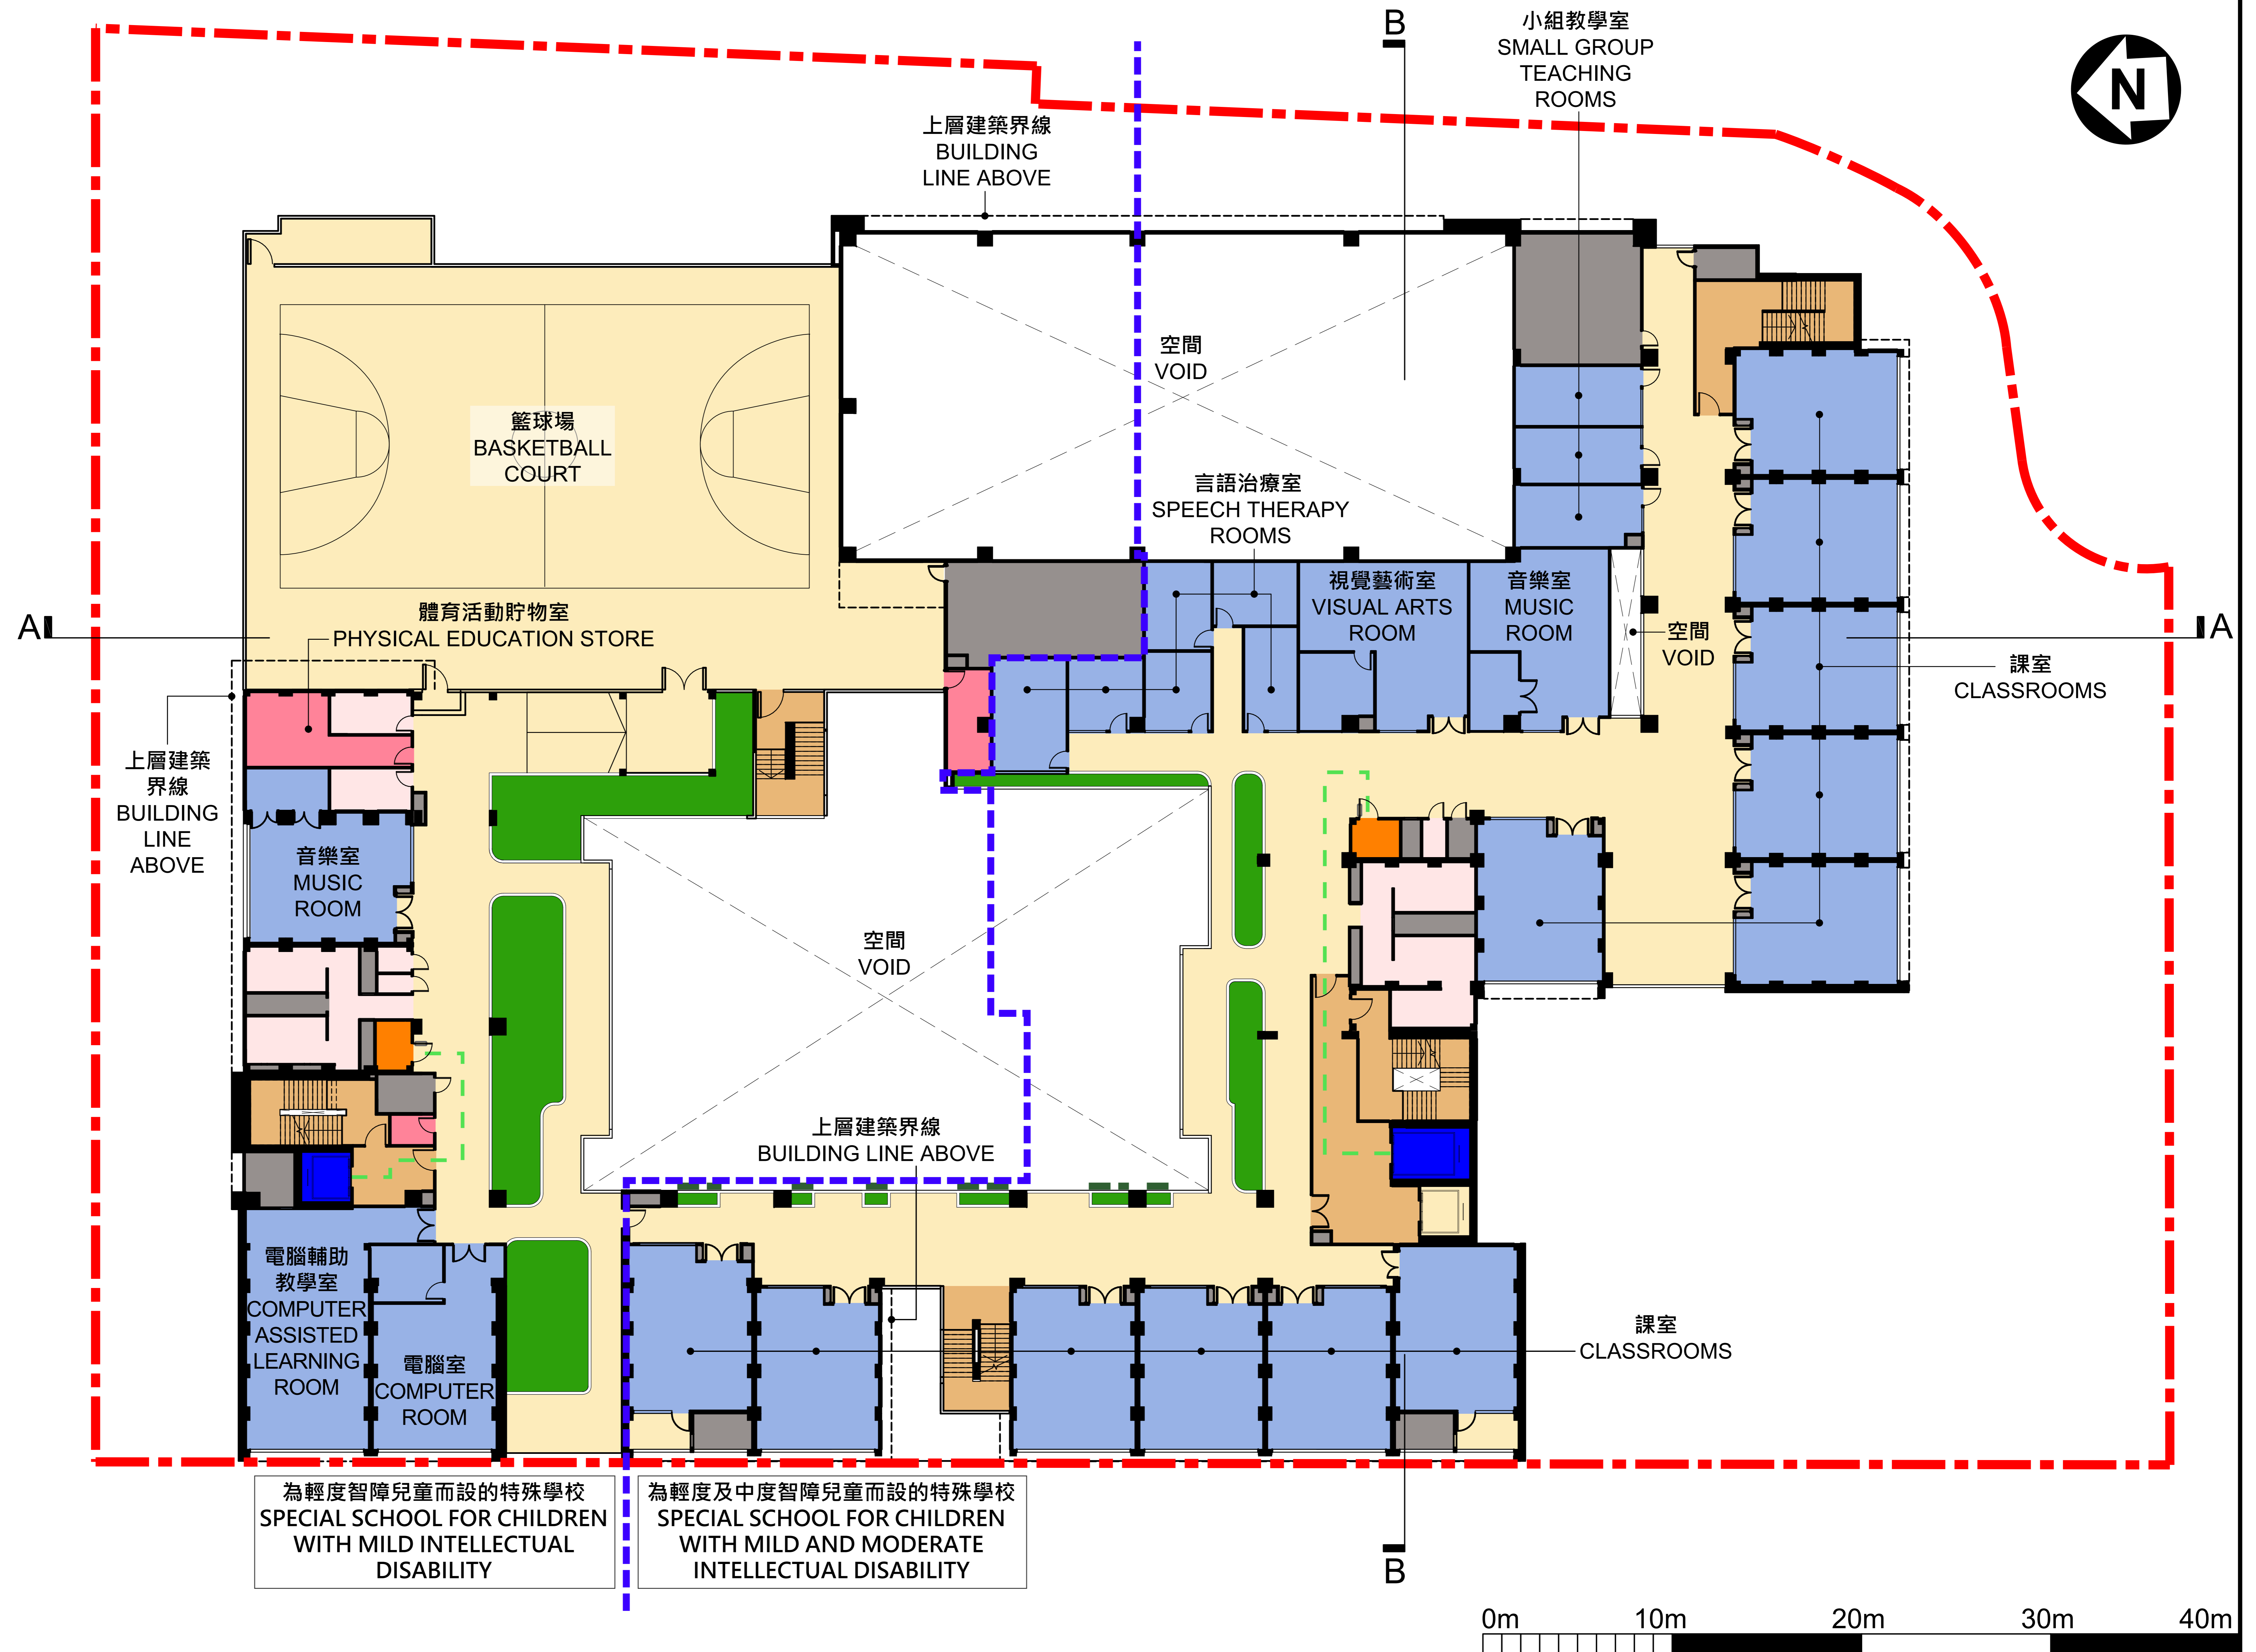 B
小組教學室
SMALL GROUP
TEACHING
ROOMS
N
上層建築界線
BUILDING
LINE ABOVE
空間
VOID
籃球場
BASKETBALL
COURT
言語治療室
SPEECH THERAPY
ROOMS
視覺藝術室
VISUAL ARTS
ROOM
音樂室
MUSIC
ROOM
體育活動貯物室
PHYSICAL EDUCATION STORE
A
A
空間
VOID
課室
CLASSROOMS
上層建築
界線
BUILDING
LINE
ABOVE
音樂室
MUSIC
ROOM
空間
VOID
上層建築界線
BUILDING LINE ABOVE
電腦輔助
教學室
COMPUTER
ASSISTED
LEARNING
ROOM
電腦室
COMPUTER
ROOM
課室
CLASSROOMS
為輕度智障兒童而設的特殊學校
SPECIAL SCHOOL FOR CHILDREN
WITH MILD INTELLECTUAL
DISABILITY
為輕度及中度智障兒童而設的特殊學校
SPECIAL SCHOOL FOR CHILDREN
WITH MILD AND MODERATE
INTELLECTUAL DISABILITY
B
0m 10m 20m 30m 40m